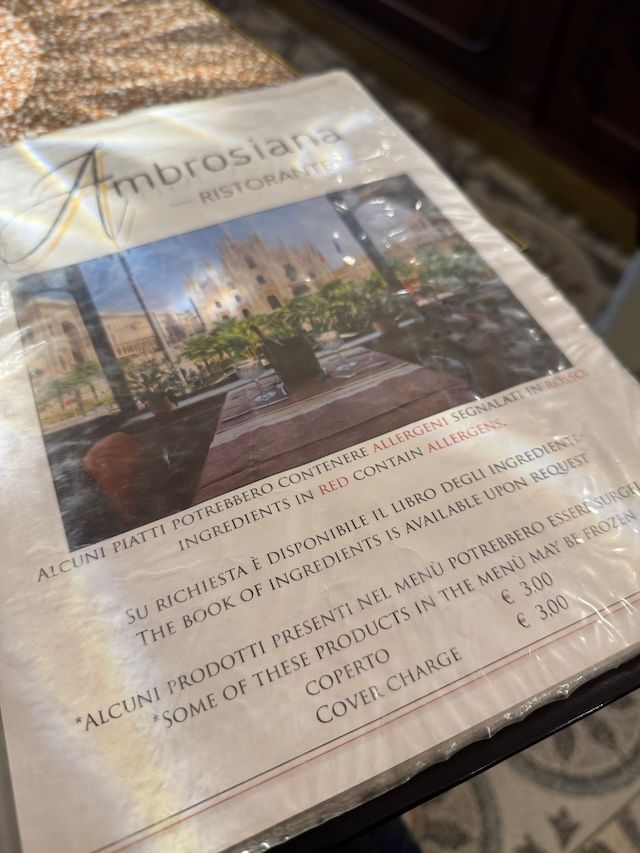 Ambrosiana
RISTORANTE
ALCUNI PIATTI POTREBBERO CONTENERE ALLERGENI SEGNALATI IN ROSSO.
INGREDIENTS IN RED CONTAIN ALLERGENS.
SU RICHIESTA È DISPONIBILE IL LIBRO DEGLI INGREDIENTI
THE BOOK OF INGREDIENTS IS AVAILABLE UPON REQUEST
*ALCUNI PRODOTTI PRESENTI NEL MENÙ POTREBBERO ESSERE SURGEL
*SOME OF THESE PRODUCTS IN THE MENÙ MAY BE FROZEN
COPERTO € 3,00
COVER CHARGE € 3,00